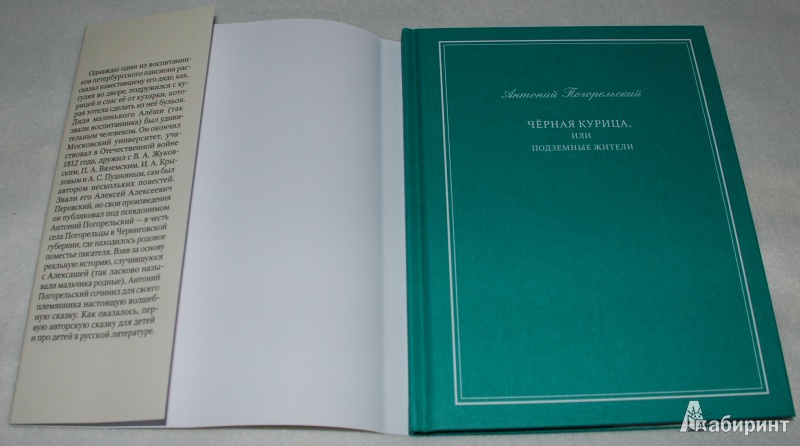 Однажды один из воспитанни-
ков петербургского пансиона рас-
сказал навестившему его дяде, как,
гуляя во дворе, подружился с ку-
рицей и спас её от кухарки, кото-
рая хотела сделать из неё бульон.
Дядя маленького Алёши (так
звали воспитанника) был удиви-
тельным человеком. Он окончил
Московский университет, уча-
ствовал в Отечественной войне
1812 года, дружил с В. А. Жуков-
ским, П. А. Вяземским, И. А. Кры-
ловым и А. С. Пушкиным, сам был
автором нескольких повестей.
Звали его Алексей Алексеевич
Перовский, но свои произведения
он публиковал под псевдонимом
Антоний Погорельский — в честь
села Погорельцы в Черниговской
губернии, где находилось родовое
поместье писателя. Взяв за основу
реальную историю, случившуюся
с Алексашей (так ласково назы-
вали мальчика родные), Антоний
Погорельский сочинил для своего
племянника настоящую волшеб-
ную сказку. Как оказалось, пер-
вую авторскую сказку для детей
и про детей в русской литературе.
Антоний Погорельский
ЧЁРНАЯ КУРИЦА,
ИЛИ
ПОДЗЕМНЫЕ ЖИТЕЛИ
Лабиринт